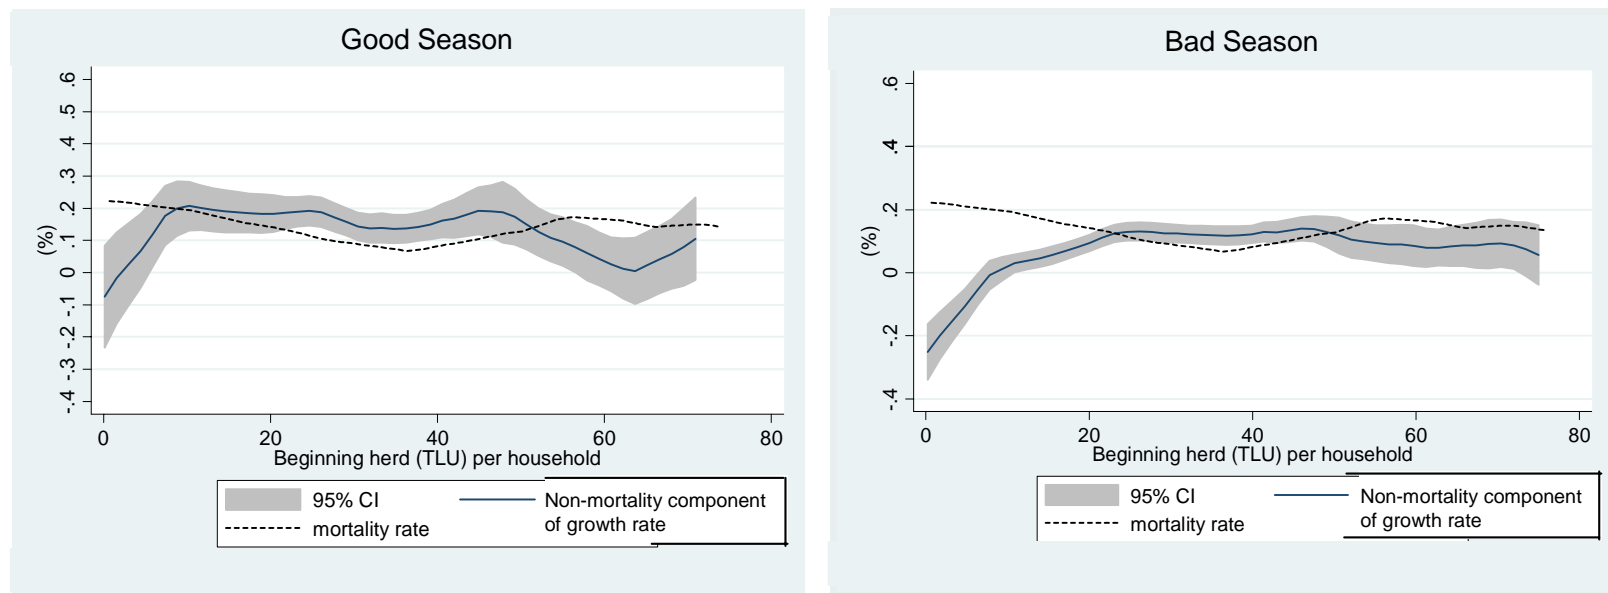 Good Season
.6
.5
.4
.3
.2
.1
0
-.1
-.2
-.3
-.4
(%)
0 20 40 60 80
Beginning herd (TLU) per household
95% CI
Non-mortality component
of growth rate
mortality rate
Bad Season
.6
.4
.2
0
-.2
-.4
(%)
0 20 40 60 80
Beginning herd (TLU) per household
95% CI
Non-mortality component
of growth rate
mortality rate